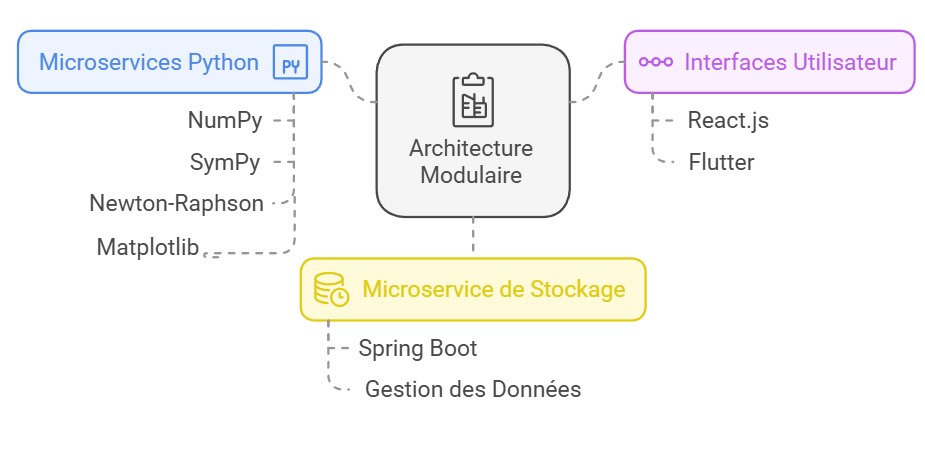 Microservices Python
PY
NumPy
SymPy
Newton-Raphson
Matplotlib
Architecture
Modulaire
Interfaces Utilisateur
React.js
Flutter
Microservice de Stockage
Spring Boot
Gestion des Données